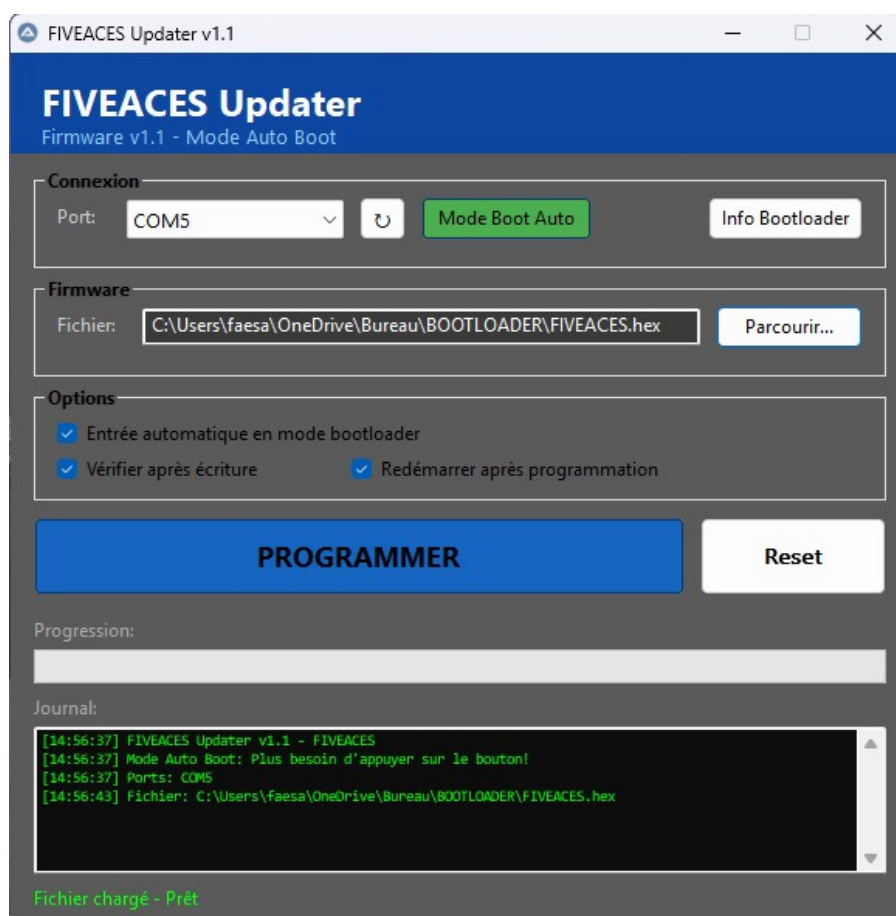 FIVEACES Updater v1.1
FIVEACES Updater
Firmware v1.1 - Mode Auto Boot
Connexion
Port: COM5 Mode Boot Auto Info Bootloader
Firmware
Fichier: C:\Users\faesa\OneDrive\Bureau\BOOTLOADER\FIVEACES.hex Parcourir...
Options
Entrée automatique en mode bootloader
Vérifier après écriture Redémarrer après programmation
PROGRAMMER Reset
Progression:
Journal:
[14:56:37] FIVEACES Updater v1.1 - FIVEACES
[14:56:37] Mode Auto Boot: Plus besoin d'appuyer sur le bouton!
[14:56:37] Ports: COM5
[14:56:43] Fichier: C:\Users\faesa\OneDrive\Bureau\BOOTLOADER\FIVEACES.hex
Fichier chargé - Prêt